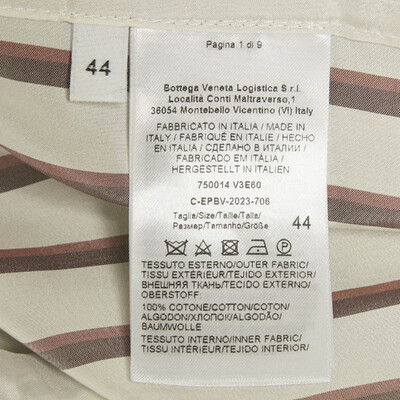 44
Pagina 1 di 9
Bottega Veneta Logistica S.r.l.
Località Conti Maltraverso,1
36054 Montebello Vicentino (VI) Italy
FABBRICATO IN ITALIA / MADE IN
ITALY / FABRIQUÉ EN ITALIE / HECHO
EN ITALIA / СДЕЛАНО В ИТАЛИИ /
FABRICADO EM ITÀLIA /
HERGESTELLT IN ITALIEN
750014 V3E60
C-EPBV-2023-706
Taglia/Size/Taille/Talla/
Размер/Tamanho/Größe 44
TESSUTO ESTERNO/OUTER FABRIC/
TISSU EXTÉRIEUR/TEJIDO EXTERIOR/
ВНЕШНЯЯ ТКАНЬ/TECIDO EXTERNO/
OBERSTOFF:
100% COTONE/COTTON/COTON/
ALGODON/ХЛОПОК/ALGODÃO/
BAUMWOLLE
TESSUTO INTERNO/INNER FABRIC/
TISSU INTÉRIEUR/TEJIDO INTERIOR/